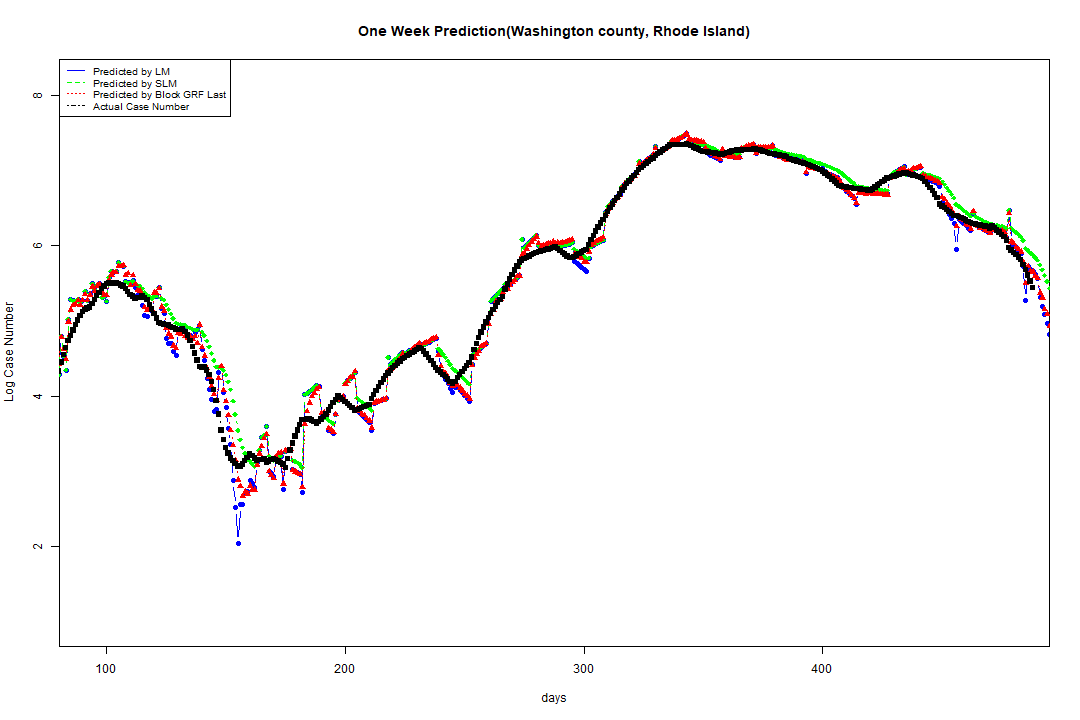 One Week Prediction(Washington county, Rhode Island)
Predicted by LM
Predicted by SLM
Predicted by Block GRF Last
Actual Case Number
8
6
4
2
Log Case Number
100
200
300
400
days